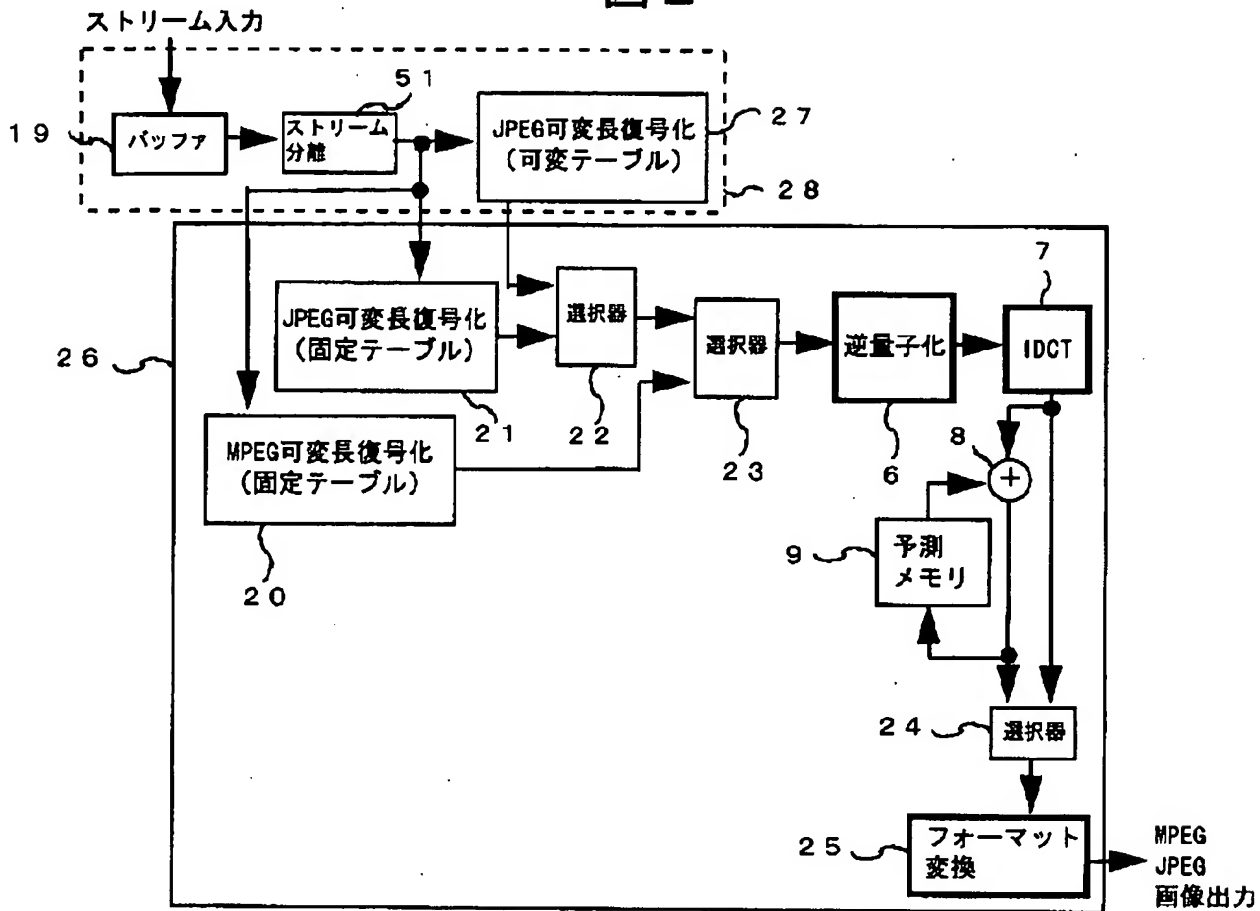 ストリーム入力
51
19
バッファ
ストリーム
分離
JPEG可変長復号化
(可変テーブル)
27
28
7
JPEG可変長復号化
(固定テーブル)
選択器
選択器
逆量子化
IDCT
26
21
22
23
6
8
+
MPEG可変長復号化
(固定テーブル)
20
9
予測
メモリ
24
選択器
25
フォーマット
変換
MPEG
JPEG
画像出力